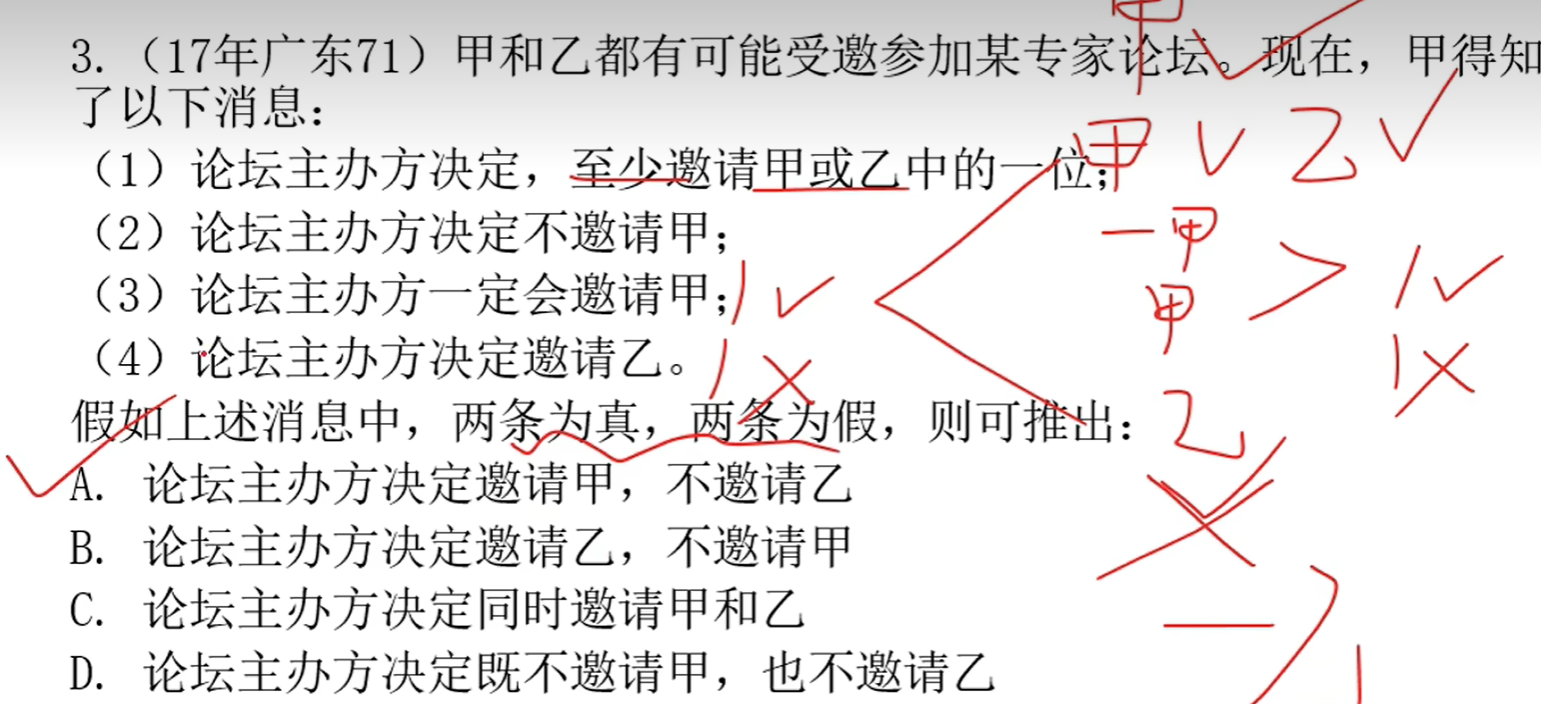 3.（17年广东71）甲和乙都有可能受邀参加某专家论坛。现在，甲得知
了以下消息：
（1）论坛主办方决定，至少邀请甲或乙中的一位；
（2）论坛主办方决定不邀请甲；
（3）论坛主办方一定会邀请甲；
（4）论坛主办方决定邀请乙。
假如上述消息中，两条为真，两条为假，则可推出：
A. 论坛主办方决定邀请甲，不邀请乙
B. 论坛主办方决定邀请乙，不邀请甲
C. 论坛主办方决定同时邀请甲和乙
D. 论坛主办方决定既不邀请甲，也不邀请乙
甲 ✓
甲 ∨ 乙 ✓
一甲
甲 > 1✓
1×
乙
1✓
1×